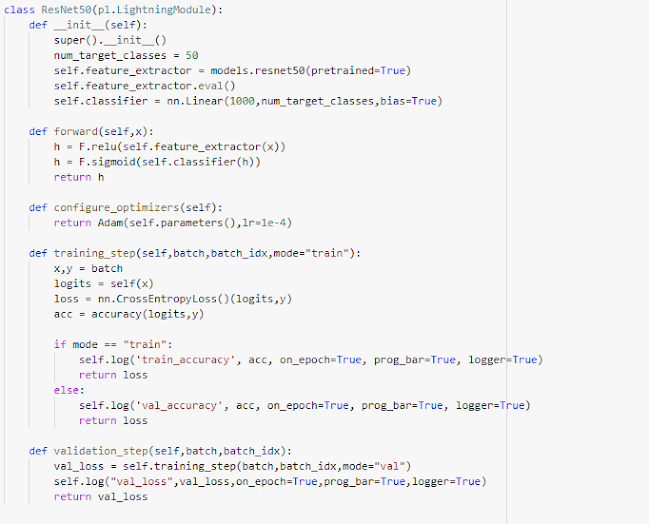 class ResNet50(pl.LightningModule):
    def __init__(self):
        super().__init__()
        num_target_classes = 50
        self.feature_extractor = models.resnet50(pretrained=True)
        self.feature_extractor.eval()
        self.classifier = nn.Linear(1000,num_target_classes,bias=True)

    def forward(self,x):
        h = F.relu(self.feature_extractor(x))
        h = F.sigmoid(self.classifier(h))
        return h

    def configure_optimizers(self):
        return Adam(self.parameters(),lr=1e-4)

    def training_step(self,batch,batch_idx,mode="train"):
        x,y = batch
        logits = self(x)
        loss = nn.CrossEntropyLoss()(logits,y)
        acc = accuracy(logits,y)

        if mode == "train":
            self.log('train_accuracy', acc, on_epoch=True, prog_bar=True, logger=True)
            return loss
        else:
            self.log('val_accuracy', acc, on_epoch=True, prog_bar=True, logger=True)
            return loss

    def validation_step(self,batch,batch_idx):
        val_loss = self.training_step(batch,batch_idx,mode="val")
        self.log("val_loss",val_loss,on_epoch=True,prog_bar=True,logger=True)
        return val_loss